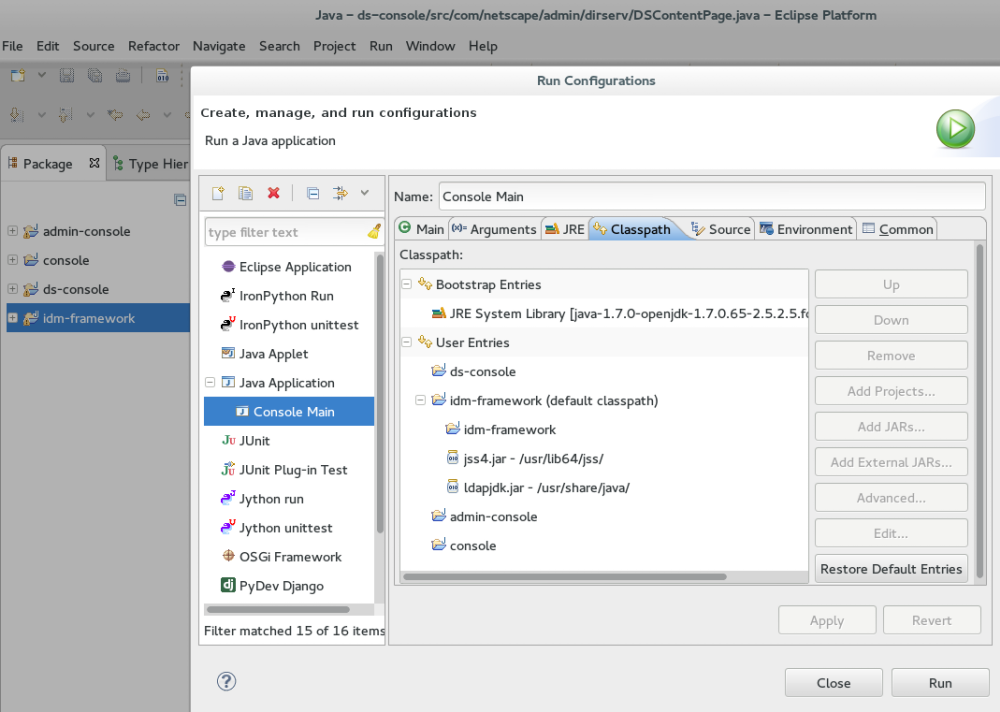 Java – ds-console/src/com/netscape/admin/dirserv/DSContentPage.java – Eclipse Platform
File Edit Source Refactor Navigate Search Project Run Window Help
Run Configurations
Create, manage, and run configurations
Run a Java application
Package
Type Hier
admin-console
console
ds-console
idm-framework
type filter text
Eclipse Application
IronPython Run
IronPython unittest
Java Applet
Java Application
Console Main
JUnit
JUnit Plug-in Test
Jython run
Jython unittest
OSGi Framework
PyDev Django
Filter matched 15 of 16 items
Name: Console Main
Main Arguments JRE Classpath Source Environment Common
Classpath:
Bootstrap Entries
JRE System Library [java-1.7.0-openjdk-1.7.0.65-2.5.2.5.fc
User Entries
ds-console
idm-framework (default classpath)
idm-framework
jss4.jar - /usr/lib64/jss/
ldapjdk.jar - /usr/share/java/
admin-console
console
Up
Down
Remove
Add Projects...
Add JARs...
Add External JARs...
Advanced...
Edit...
Restore Default Entries
Apply Revert
Close Run